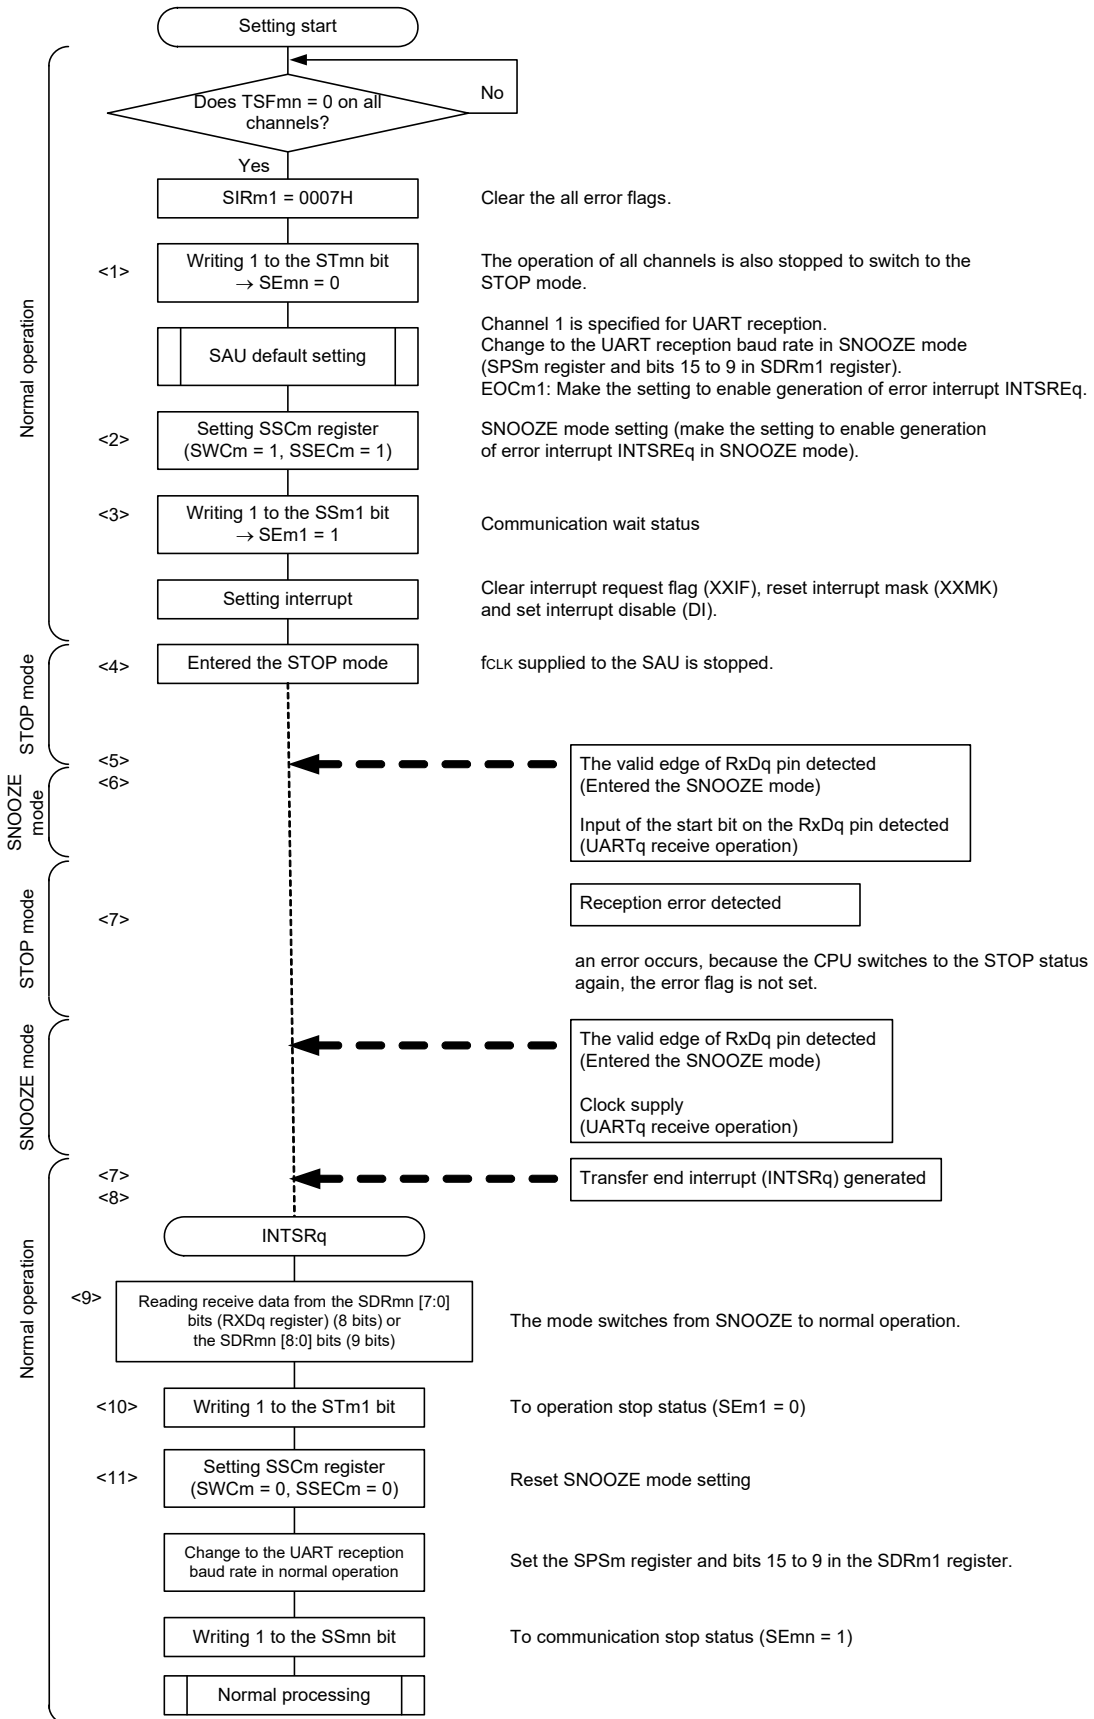 Setting start
No
Does TSFmn = 0 on all
channels?
Yes
SIRm1 = 0007H
Clear the all error flags.
<1>
Writing 1 to the STmn bit
→ SEmn = 0
The operation of all channels is also stopped to switch to the
STOP mode.
Normal operation
SAU default setting
Channel 1 is specified for UART reception.
Change to the UART reception baud rate in SNOOZE mode
(SPSm register and bits 15 to 9 in SDRm1 register).
EOCm1: Make the setting to enable generation of error interrupt INTSREq.
<2>
Setting SSCm register
(SWCm = 1, SSECm = 1)
SNOOZE mode setting (make the setting to enable generation
of error interrupt INTSREq in SNOOZE mode).
<3>
Writing 1 to the SSm1 bit
→ SEm1 = 1
Communication wait status
Setting interrupt
Clear interrupt request flag (XXIF), reset interrupt mask (XXMK)
and set interrupt disable (DI).
STOP mode
<4>
Entered the STOP mode
fCLK supplied to the SAU is stopped.
<5>
<6>
SNOOZE
mode
The valid edge of RxDq pin detected
(Entered the SNOOZE mode)
Input of the start bit on the RxDq pin detected
(UARTq receive operation)
STOP mode
<7>
Reception error detected
an error occurs, because the CPU switches to the STOP status
again, the error flag is not set.
SNOOZE mode
The valid edge of RxDq pin detected
(Entered the SNOOZE mode)
Clock supply
(UARTq receive operation)
<7>
<8>
Transfer end interrupt (INTSRq) generated
INTSRq
Normal operation
<9>
Reading receive data from the SDRmn [7:0]
bits (RXDq register) (8 bits) or
the SDRmn [8:0] bits (9 bits)
The mode switches from SNOOZE to normal operation.
<10>
Writing 1 to the STm1 bit
To operation stop status (SEm1 = 0)
<11>
Setting SSCm register
(SWCm = 0, SSECm = 0)
Reset SNOOZE mode setting
Change to the UART reception
baud rate in normal operation
Set the SPSm register and bits 15 to 9 in the SDRm1 register.
Writing 1 to the SSmn bit
To communication stop status (SEmn = 1)
Normal processing